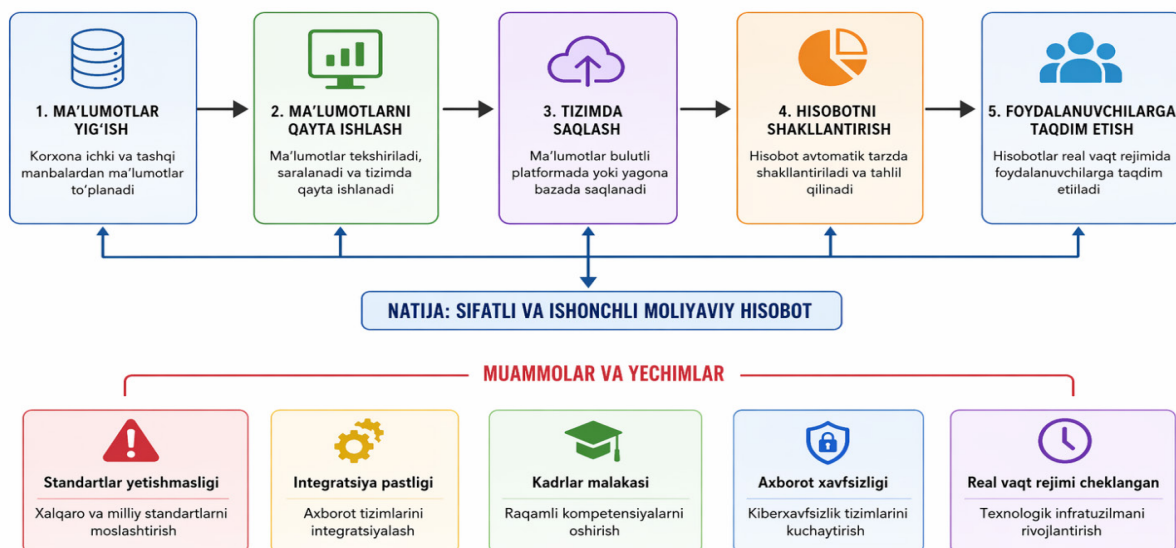 1. MA'LUMOTLAR
YIG'ISH
Korxona ichki va tashqi
manbalardan ma'lumotlar
to'planadi
2. MA'LUMOTLARNI
QAYTA ISHLASH
Ma'lumotlar tekshiriladi,
saralanadi va tizimda
qayta ishlanadi
3. TIZIMDA
SAQLASH
Ma'lumotlar bulutli
platformada yoki yagona
bazada saqlanadi
4. HISOBOTNI
SHAKLLANTIRISH
Hisobot avtomatik tarzda
shakllantiriladi va tahlil
qilinadi
5. FOYDALANUVCHILARGA
TAQDIM ETISH
Hisobotlar real vaqt rejimida
foydalanuvchilarga taqdim
etiiladi
NATIJA: SIFATLI VA ISHONCHLI MOLIYAVIY HISOBOT
MUAMMOLAR VA YECHIMLAR
Standartlar yetishmasligi
Xalqaro va milliy standartlarni
moslashtirish
Integratsiya pastligi
Axborot tizimlarini
integratsiyalash
Kadrlar malakasi
Raqamli kompetensiyalarni
oshirish
Axborot xavfsizligi
Kiberxavfsizlik tizimlarini
kuchaytirish
Real vaqt rejimi cheklangan
Texnologik infratuzilmani
rivojlantirish